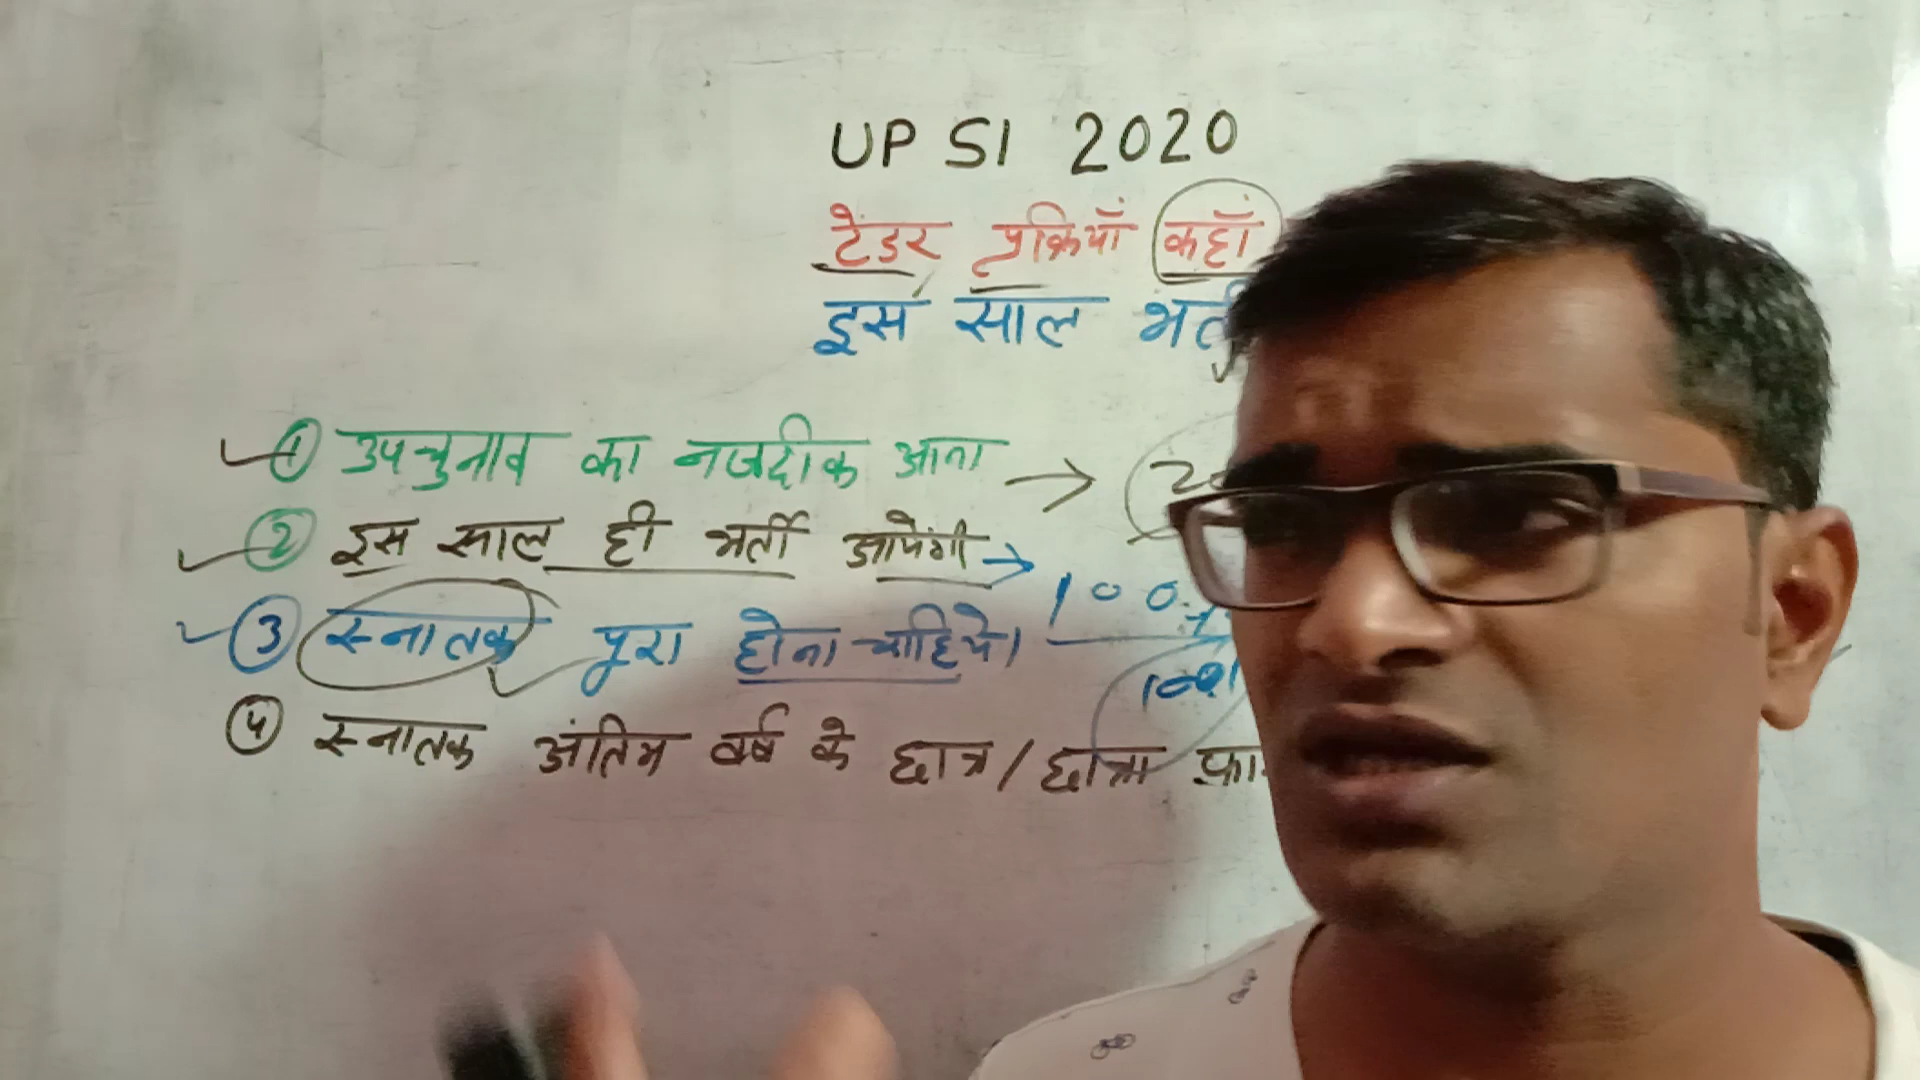 UP SI 2020
टेंडर प्रक्रियाँ कहाँ
इस साल
① उपचुनाव का नजदीक आना →
② इस साल ही भर्ती आयेगी →
③ स्नातक पूरा होना चाहिये। 100
④ स्नातक अंतिम वर्ष के छात्र/छात्रा